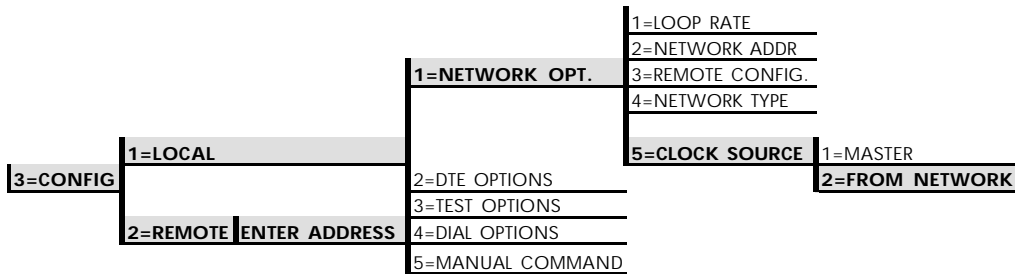 1=LOOP RATE
2=NETWORK ADDR
1=NETWORK OPT.
3=REMOTE CONFIG.
4=NETWORK TYPE
1=LOCAL
5=CLOCK SOURCE
1=MASTER
3=CONFIG
2=DTE OPTIONS
2=FROM NETWORK
3=TEST OPTIONS
2=REMOTE
ENTER ADDRESS
4=DIAL OPTIONS
5=MANUAL COMMAND